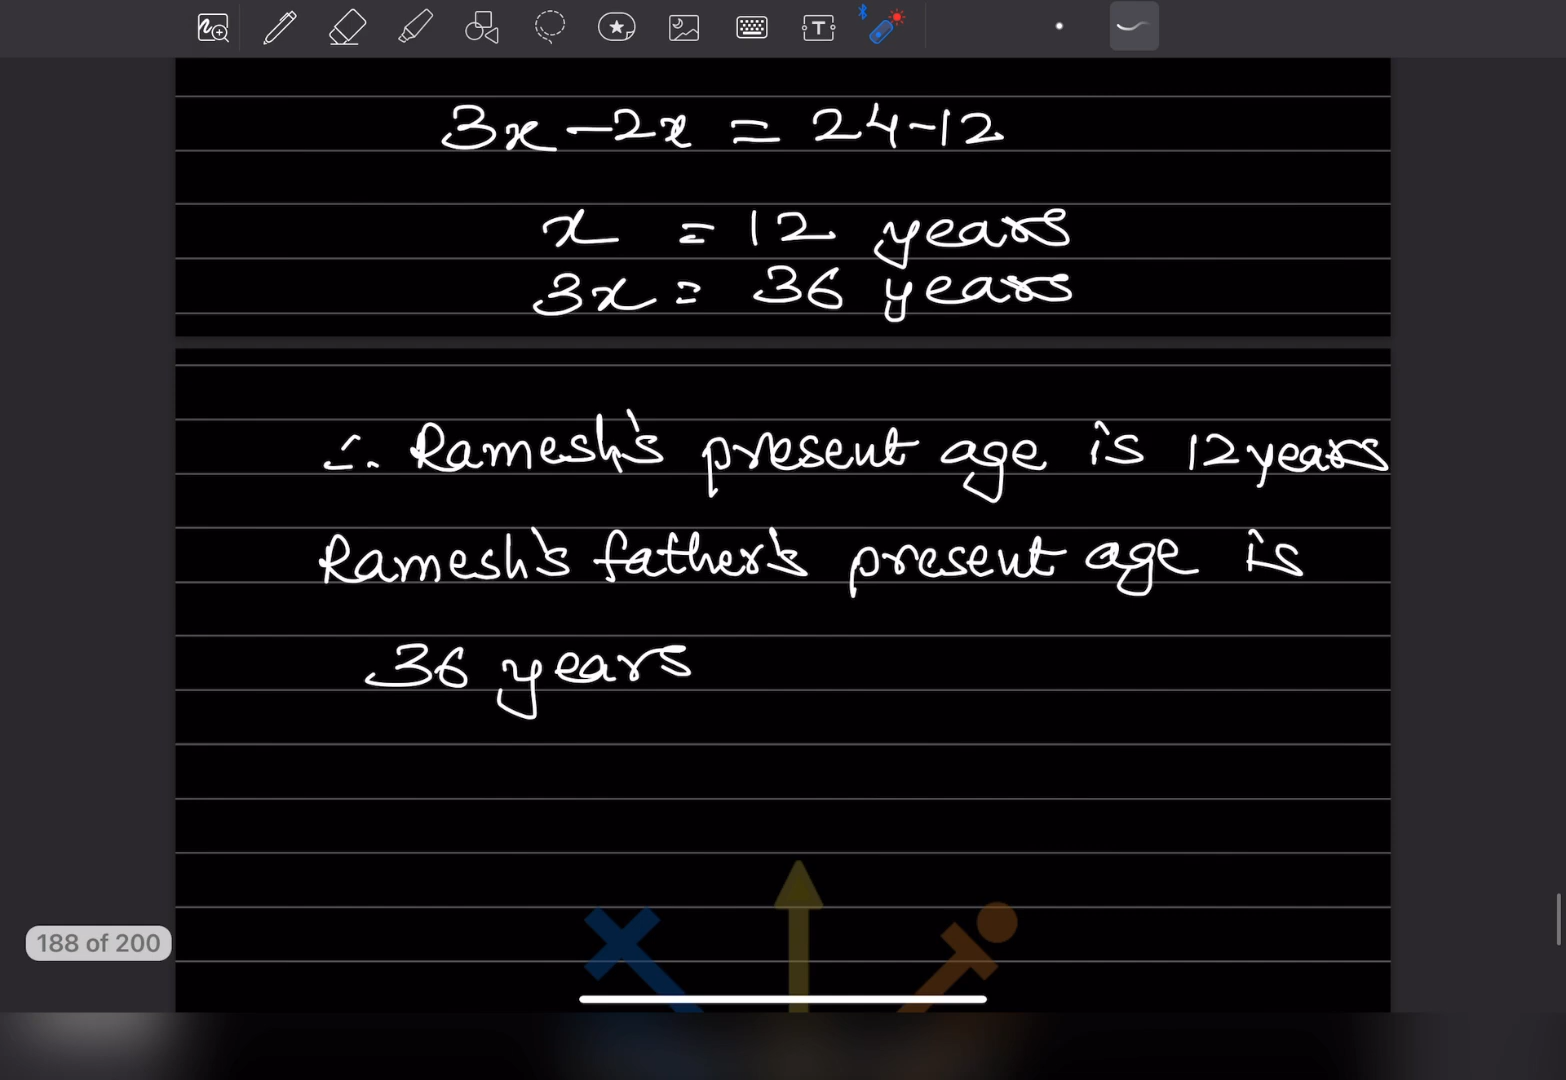 3x - 2x = 24-12
x = 12 years
3x = 36 years
∴ Ramesh's present age is 12 years
Ramesh's father's present age is
36 years
188 of 200